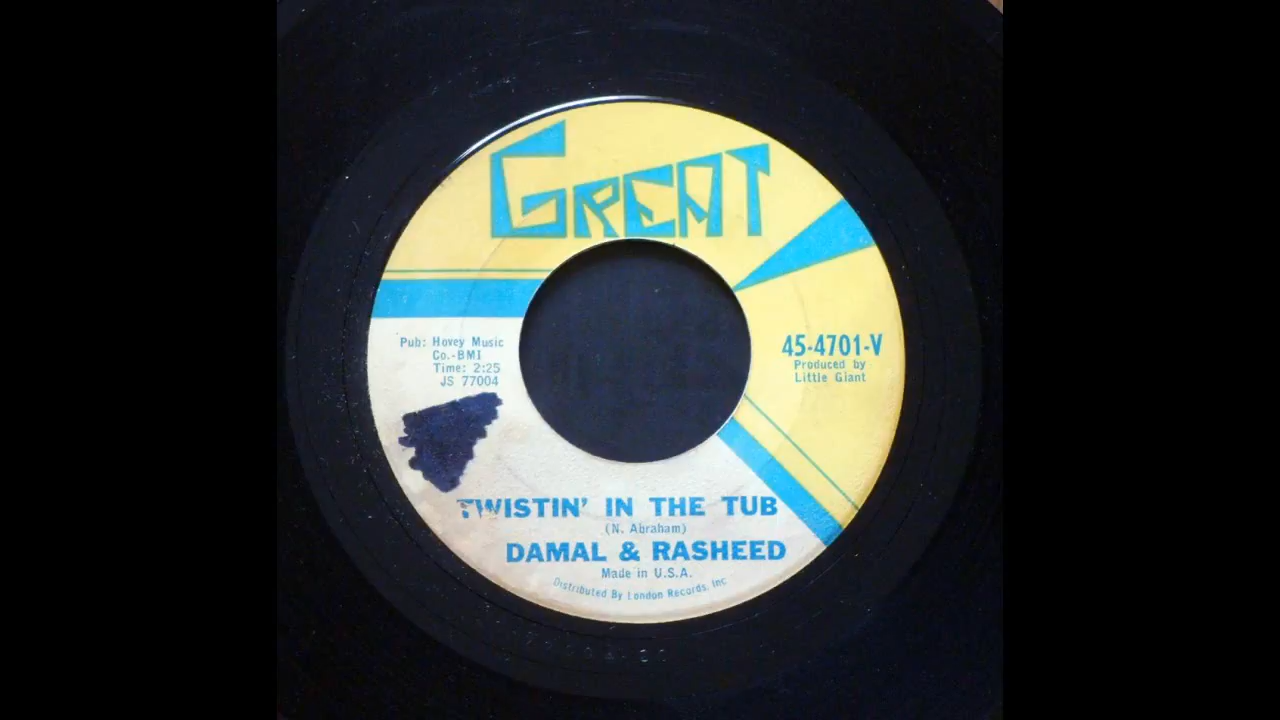 GREAT
Pub: Hovey Music
Co.-BMI
Time: 2:25
JS 77004
45-4701-V
Produced by
Little Giant
TWISTIN' IN THE TUB
(N. Abraham)
DAMAL & RASHEED
Made in U.S.A.
Distributed By London Records, Inc